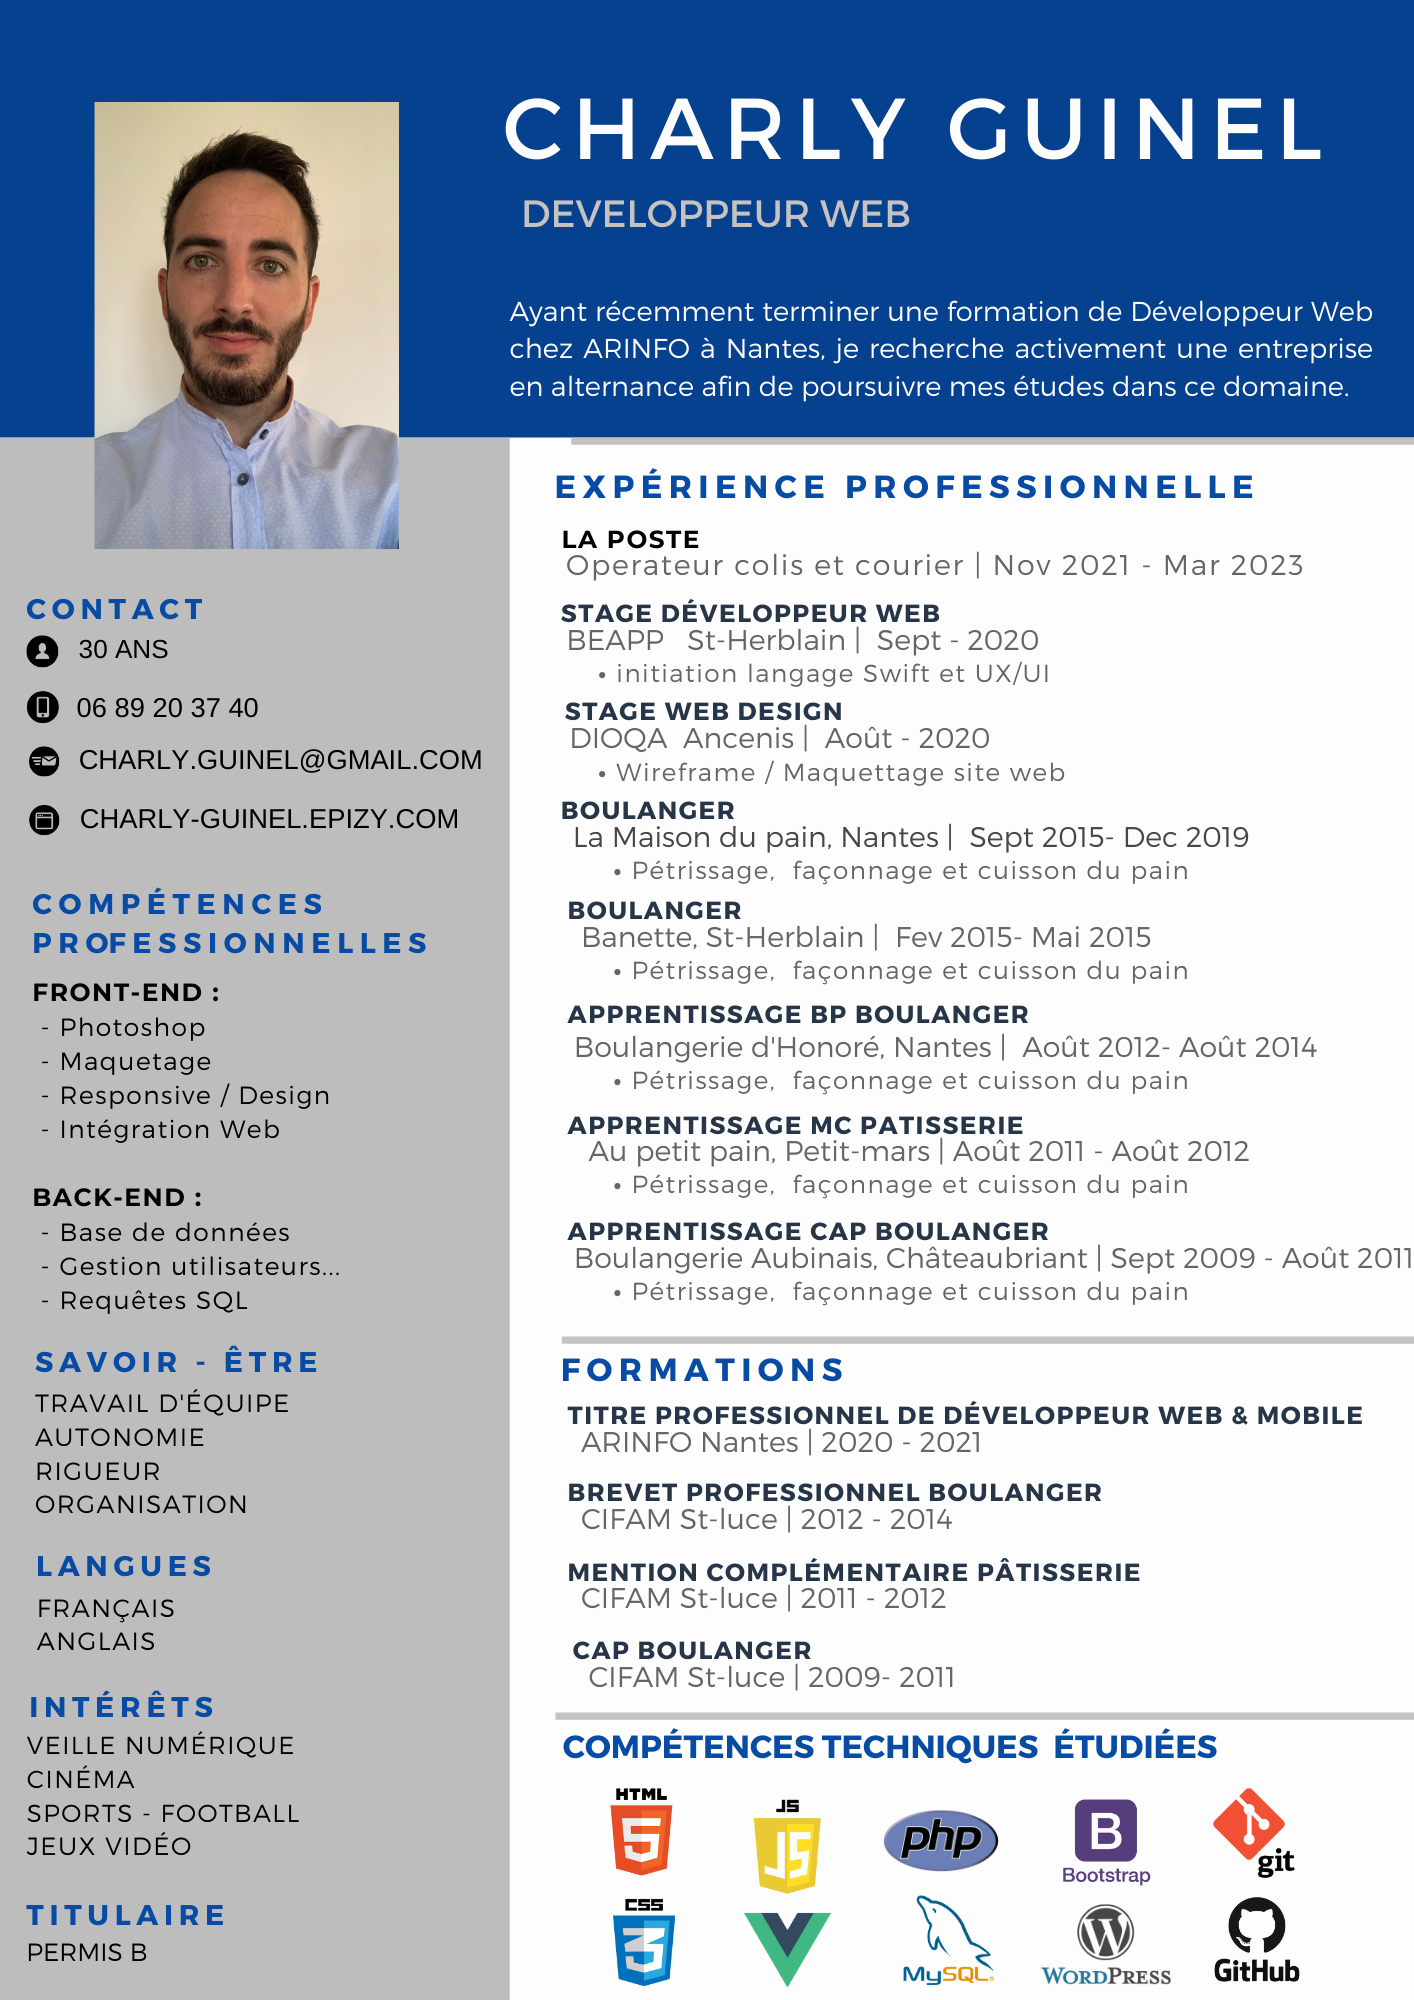 CHARLY GUINEL
DEVELOPPEUR WEB
Ayant récemment terminer une formation de Développeur Web
chez ARINFO à Nantes, je recherche activement une entreprise
en alternance afin de poursuivre mes études dans ce domaine.
CONTACT
30 ANS
06 89 20 37 40
CHARLY.GUINEL@GMAIL.COM
CHARLY-GUINEL.EPIZY.COM
COMPÉTENCES
PROFESSIONNELLES
FRONT-END :
- Photoshop
- Maquetage
- Responsive / Design
- Intégration Web
BACK-END :
- Base de données
- Gestion utilisateurs...
- Requêtes SQL
SAVOIR - ÊTRE
TRAVAIL D'ÉQUIPE
AUTONOMIE
RIGUEUR
ORGANISATION
LANGUES
FRANÇAIS
ANGLAIS
INTÉRÊTS
VEILLE NUMÉRIQUE
CINÉMA
SPORTS - FOOTBALL
JEUX VIDÉO
TITULAIRE
PERMIS B
EXPÉRIENCE PROFESSIONNELLE
LA POSTE
Operateur colis et courier | Nov 2021 - Mar 2023
STAGE DÉVELOPPEUR WEB
BEAPP St-Herblain | Sept - 2020
• initiation langage Swift et UX/UI
STAGE WEB DESIGN
DIOQA Ancenis | Août - 2020
• Wireframe / Maquettage site web
BOULANGER
La Maison du pain, Nantes | Sept 2015- Dec 2019
• Pétrissage, façonnage et cuisson du pain
BOULANGER
Banette, St-Herblain | Fev 2015- Mai 2015
• Pétrissage, façonnage et cuisson du pain
APPRENTISSAGE BP BOULANGER
Boulangerie d'Honoré, Nantes | Août 2012- Août 2014
• Pétrissage, façonnage et cuisson du pain
APPRENTISSAGE MC PATISSERIE
Au petit pain, Petit-mars | Août 2011 - Août 2012
• Pétrissage, façonnage et cuisson du pain
APPRENTISSAGE CAP BOULANGER
Boulangerie Aubinais, Châteaubriant | Sept 2009 - Août 2011
• Pétrissage, façonnage et cuisson du pain
FORMATIONS
TITRE PROFESSIONNEL DE DÉVELOPPEUR WEB & MOBILE
ARINFO Nantes | 2020 - 2021
BREVET PROFESSIONNEL BOULANGER
CIFAM St-luce | 2012 - 2014
MENTION COMPLÉMENTAIRE PÂTISSERIE
CIFAM St-luce | 2011 - 2012
CAP BOULANGER
CIFAM St-luce | 2009- 2011
COMPÉTENCES TECHNIQUES ÉTUDIÉES
HTML
5
JS
JS
php
B
Bootstrap
git
CSS
3
MySQL
W
WORDPRESS
GitHub